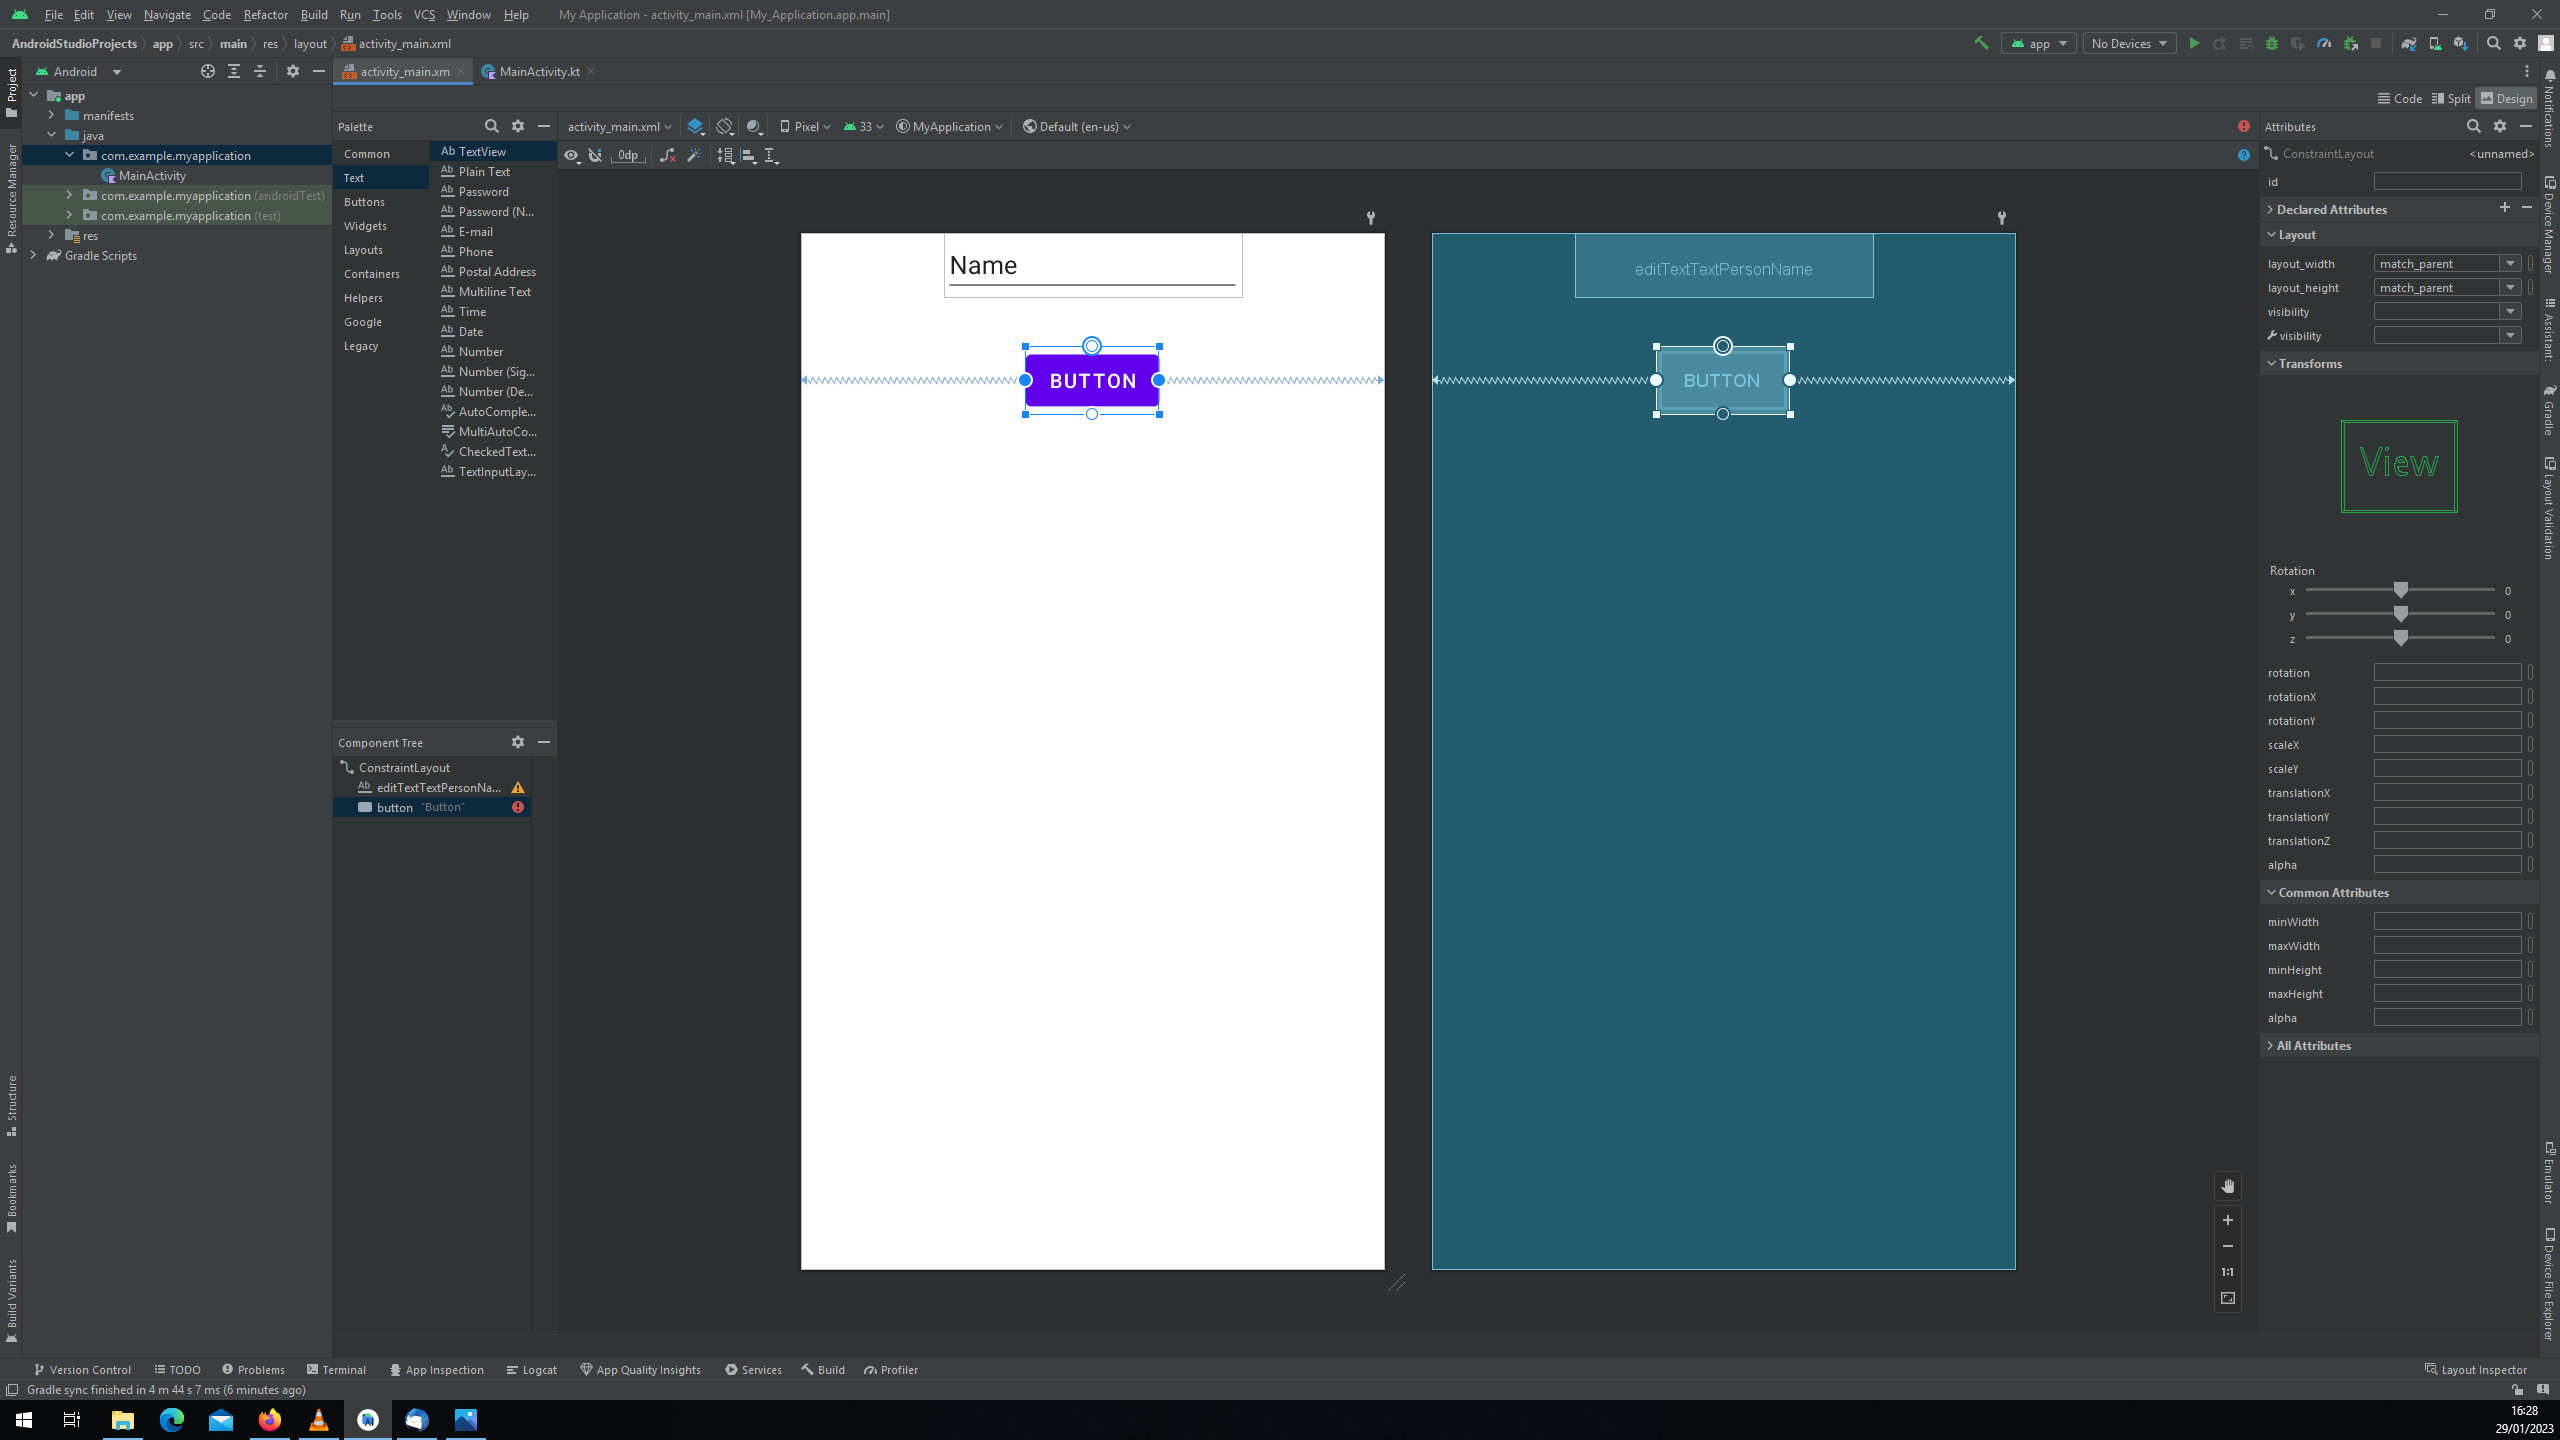 File Edit View Navigate Code Refactor Build Run Tools VCS Window Help My Application - activity_main.xml [My_Application.app.main]
AndroidStudioProjects app src main res layout activity_main.xml app No Devices
Android activity_main.xm MainActivity.kt
Project
Resource Manager
Structure
Bookmarks
Build Variants
app
manifests
java
com.example.myapplication
MainActivity
com.example.myapplication (androidTest)
com.example.myapplication (test)
res
Gradle Scripts
Code Split Design
Palette
Common
Text
Buttons
Widgets
Layouts
Containers
Helpers
Google
Legacy
Ab TextView
Ab Plain Text
Ab Password
Ab Password (N...
Ab E-mail
Ab Phone
Ab Postal Address
Ab Multiline Text
Ab Time
Ab Date
Ab Number
Ab Number (Sig...
Ab Number (De...
Ab AutoComple...
MultiAutoCo...
CheckedText...
Ab TextInputLay...
Component Tree
ConstraintLayout
Ab editTextTextPersonNa...
button "Button"
activity_main.xml Pixel 33 MyApplication Default (en-us)
0dp
Name
BUTTON
editTextTextPersonName
BUTTON
1:1
Attributes
ConstraintLayout <unnamed>
id
Declared Attributes
Layout
layout_width match_parent
layout_height match_parent
visibility
visibility
Transforms
View
Rotation
x 0
y 0
z 0
rotation
rotationX
rotationY
scaleX
scaleY
translationX
translationY
translationZ
alpha
Common Attributes
minWidth
maxWidth
minHeight
maxHeight
alpha
All Attributes
Notifications
Device Manager
Assistant:
Gradle
Layout Validation
Emulator
Device File Explorer
Version Control TODO Problems Terminal App Inspection Logcat App Quality Insights Services Build Profiler Layout Inspector
Gradle sync finished in 4 m 44 s 7 ms (6 minutes ago)
16:28
29/01/2023